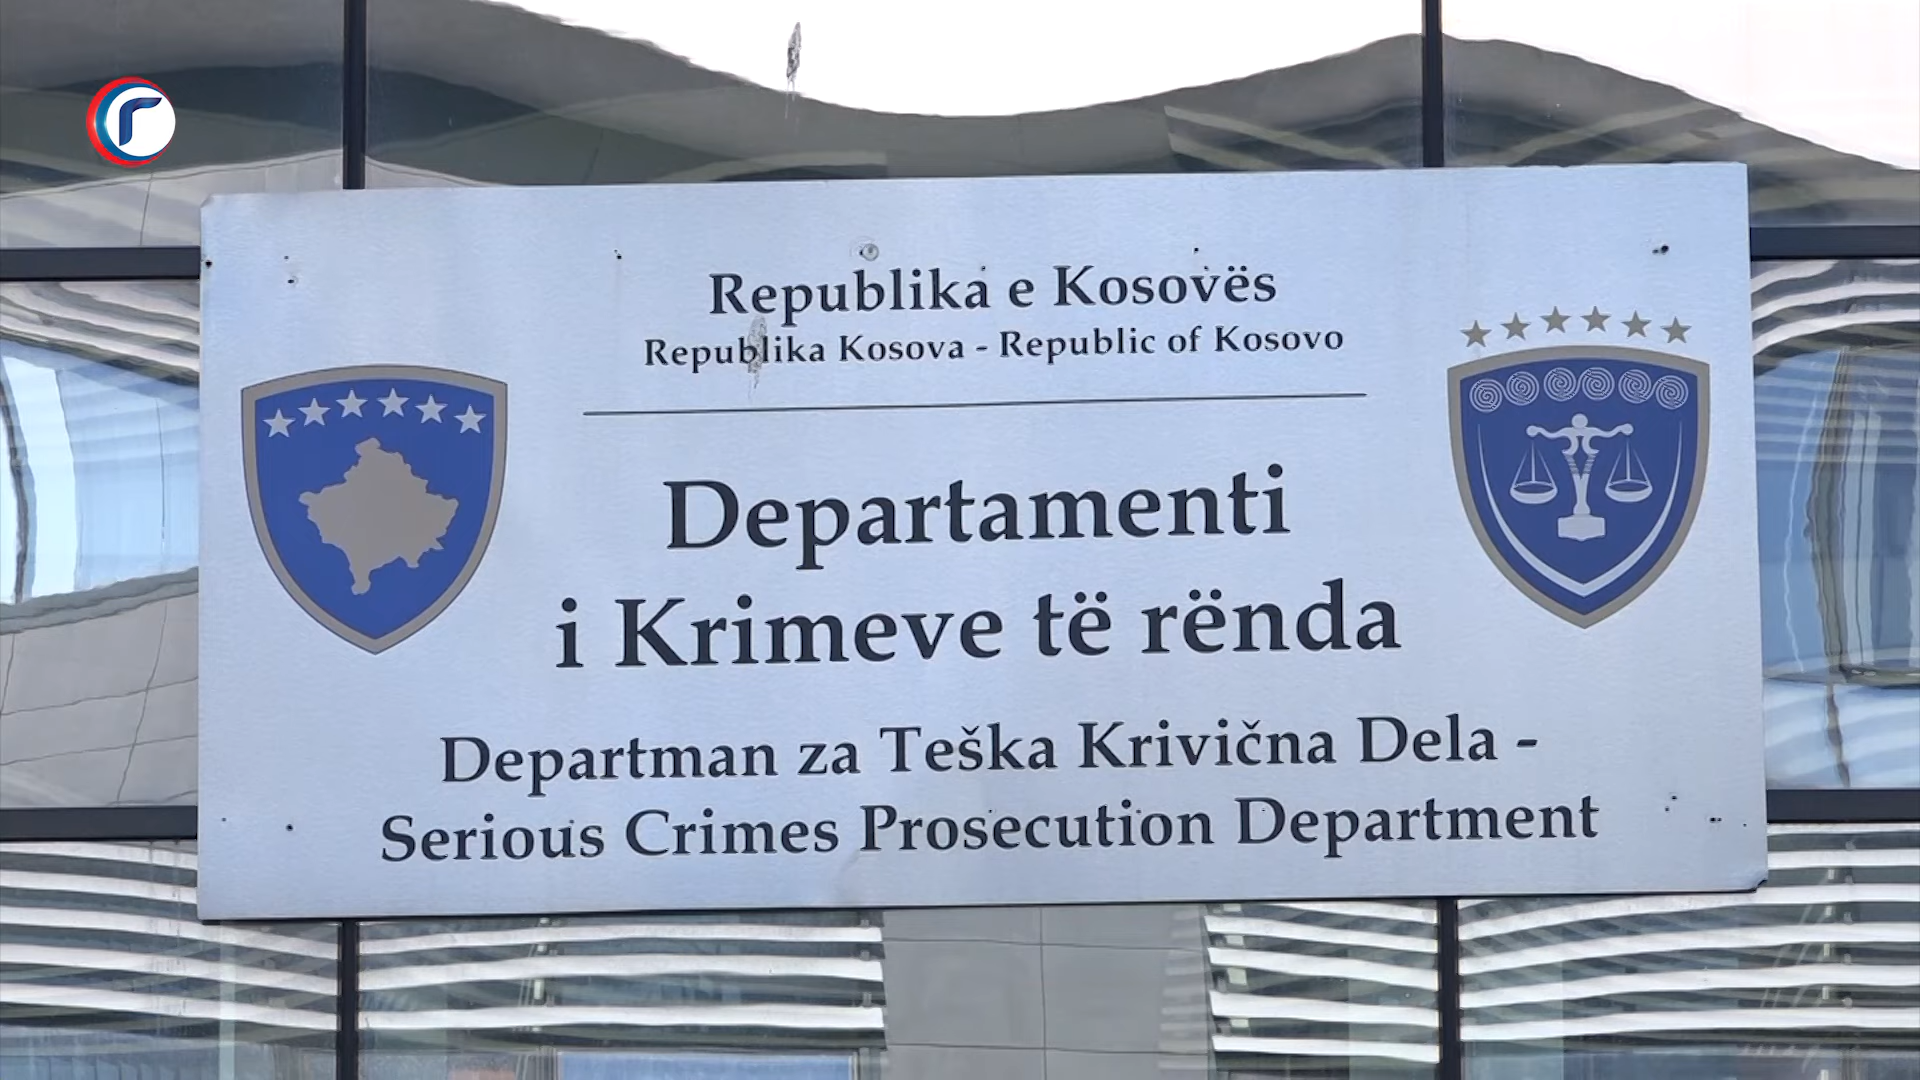 Republika e Kosovës
Republika Kosova - Republic of Kosovo
Departamenti
i Krimeve të rënda
Departman za Teška Krivična Dela -
Serious Crimes Prosecution Department